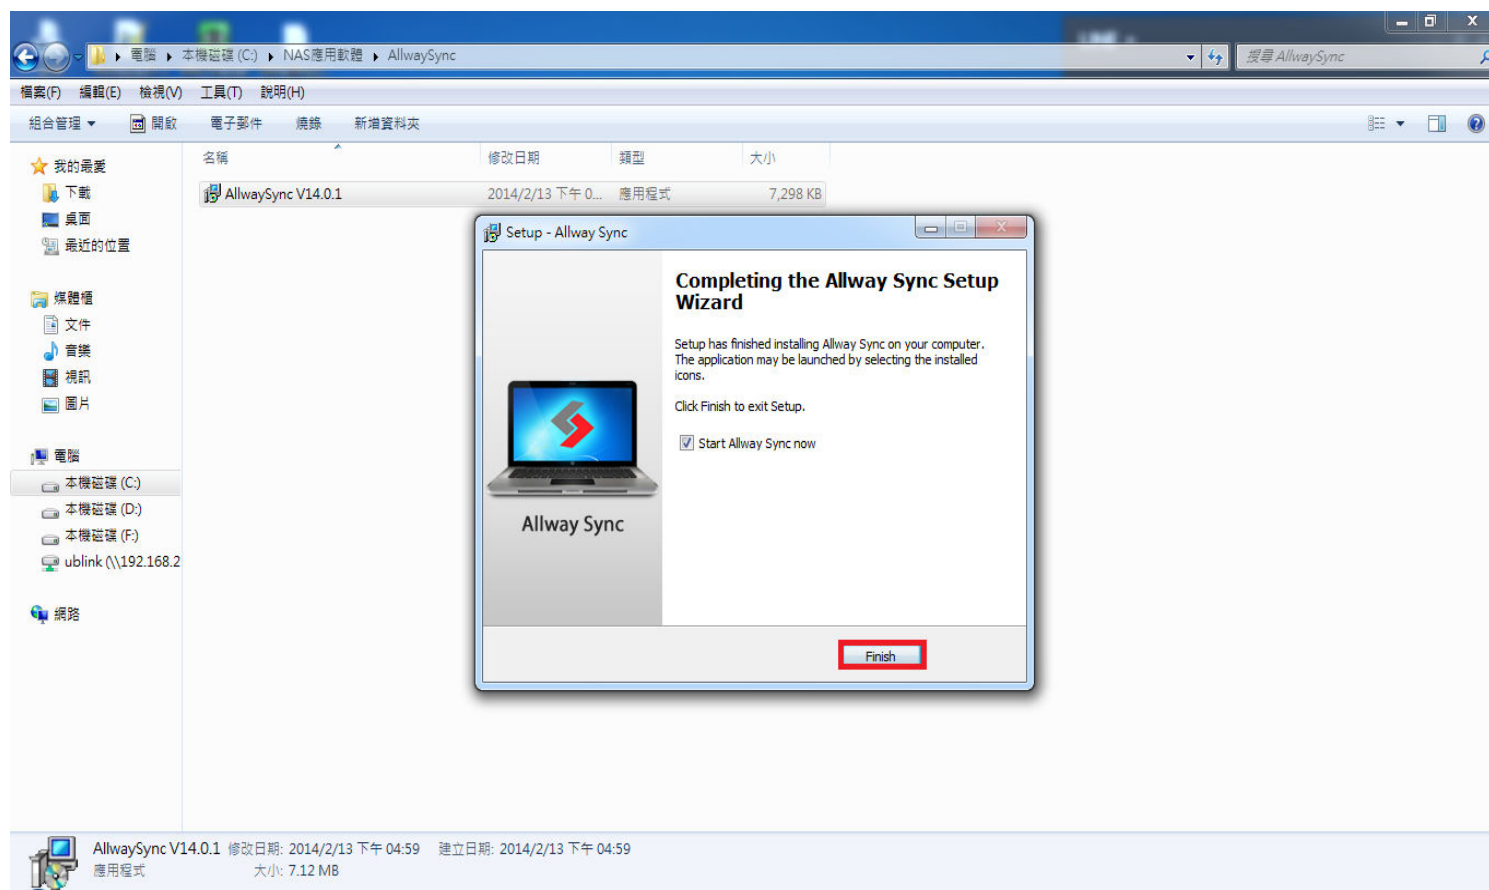 電腦 本機磁碟 (C:) NAS應用軟體 AllwaySync 搜尋 AllwaySync
檔案(F) 編輯(E) 檢視(V) 工具(T) 說明(H)
組合管理 開啟 電子郵件 燒錄 新增資料夾
名稱 修改日期 類型 大小
AllwaySync V14.0.1 2014/2/13 下午 0... 應用程式 7,298 KB
我的最愛
下載
桌面
最近的位置
媒體櫃
文件
音樂
視訊
圖片
電腦
本機磁碟 (C:)
本機磁碟 (D:)
本機磁碟 (F:)
ublink (\\192.168.2
網路
Setup - Allway Sync
Completing the Allway Sync Setup
Wizard
Setup has finished installing Allway Sync on your computer.
The application may be launched by selecting the installed
icons.
Click Finish to exit Setup.
Start Allway Sync now
Allway Sync
Finish
AllwaySync V14.0.1 修改日期: 2014/2/13 下午 04:59 建立日期: 2014/2/13 下午 04:59
應用程式 大小: 7.12 MB